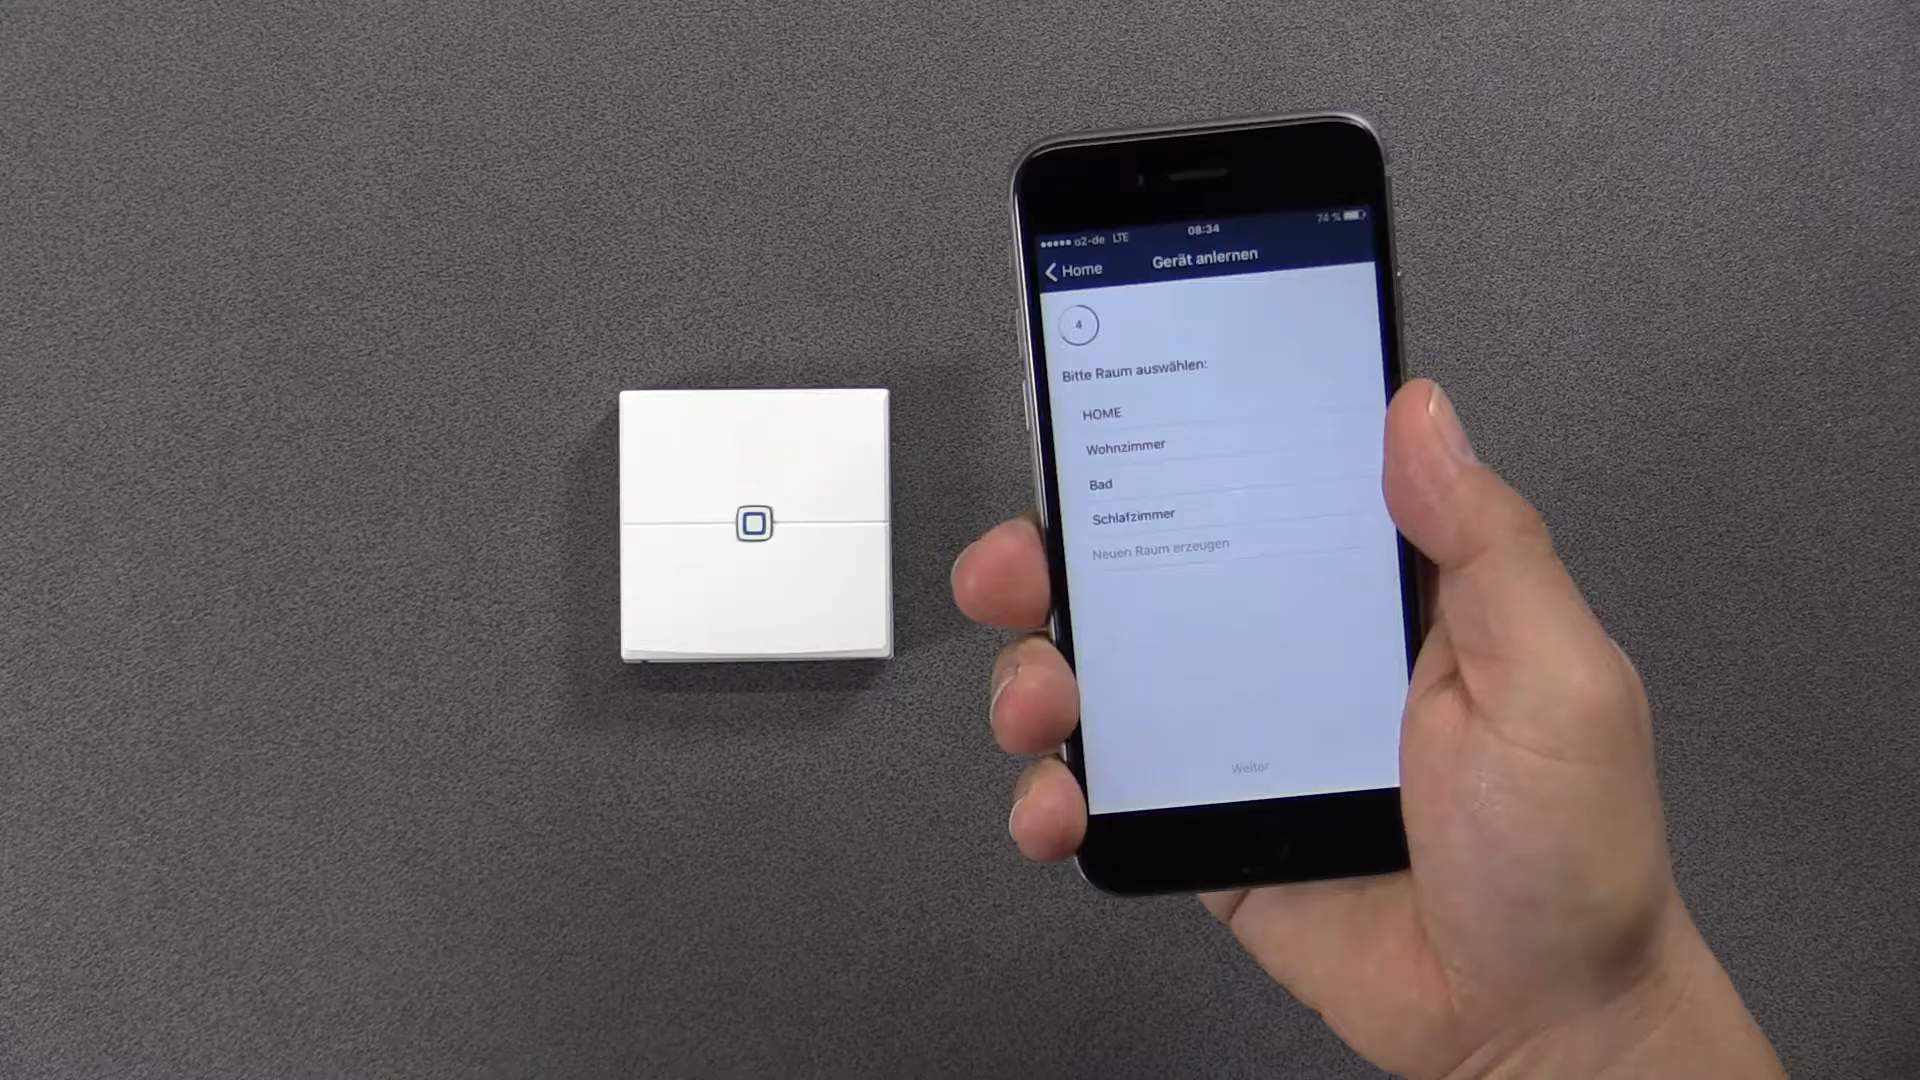 o2-de LTE 08:34 74 %
Home Gerät anlernen
4
Bitte Raum auswählen:
HOME
Wohnzimmer
Bad
Schlafzimmer
Neuen Raum erzeugen
Weiter